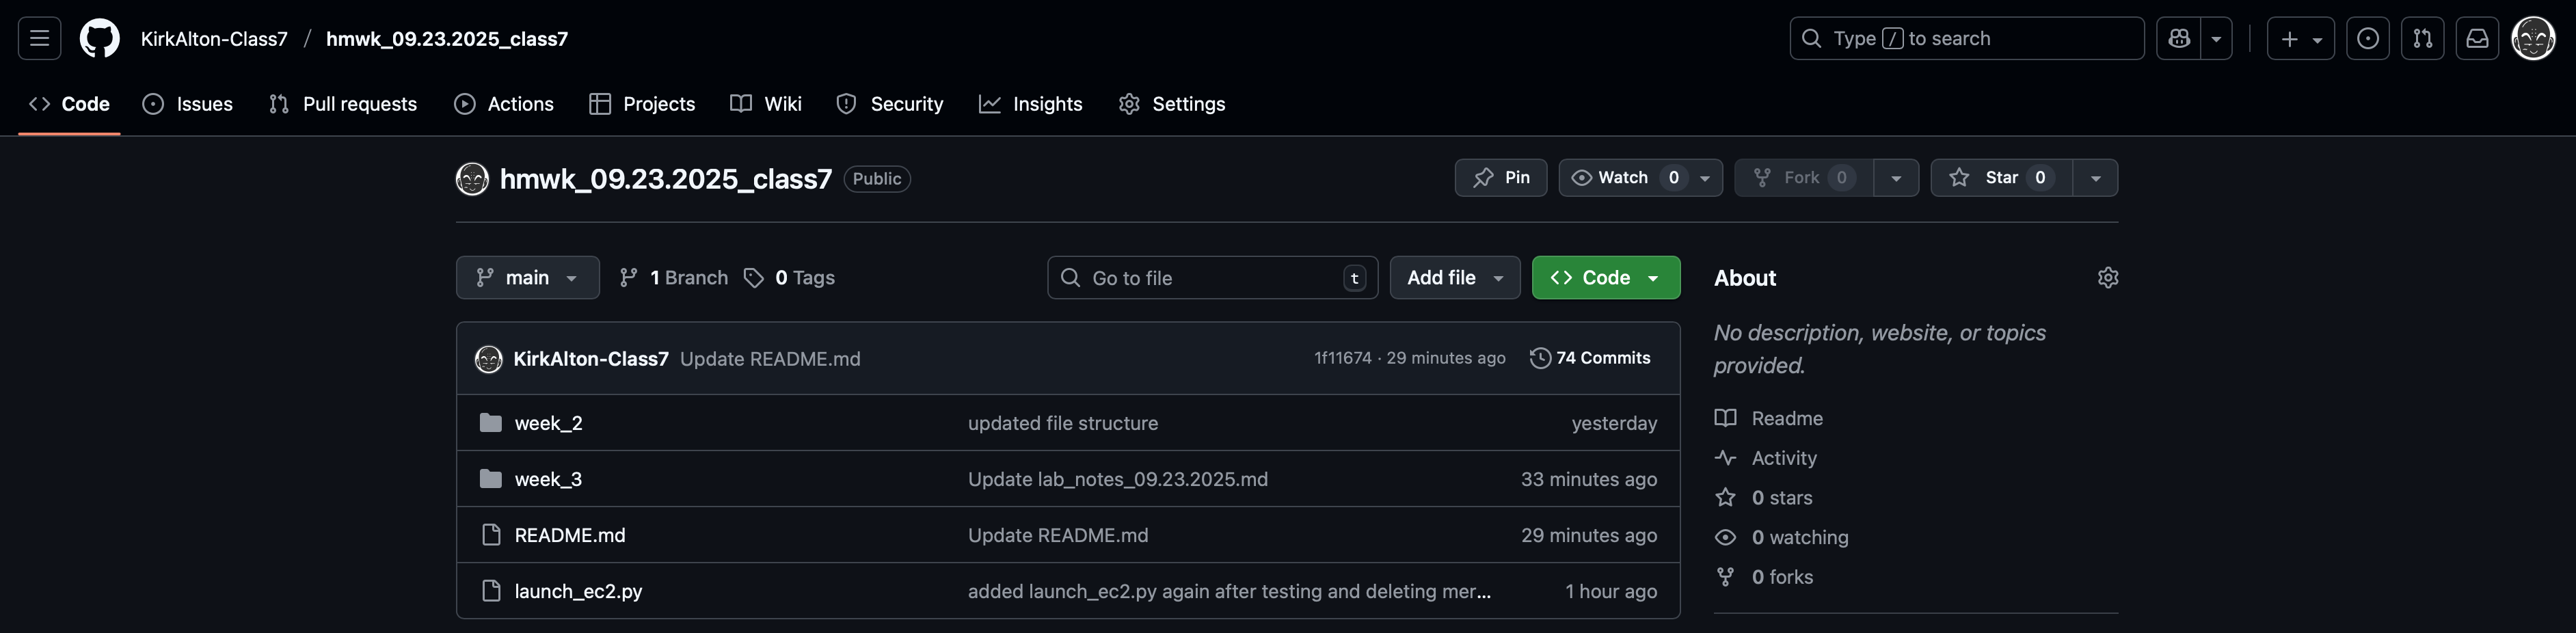 KirkAlton-Class7 / hmwk_09.23.2025_class7
Type / to search
Code Issues Pull requests Actions Projects Wiki Security Insights Settings
hmwk_09.23.2025_class7 Public
Pin Watch 0 Fork 0 Star 0
main 1 Branch 0 Tags
Go to file t Add file Code
KirkAlton-Class7 Update README.md 1f11674 · 29 minutes ago 74 Commits
week_2 updated file structure yesterday
week_3 Update lab_notes_09.23.2025.md 33 minutes ago
README.md Update README.md 29 minutes ago
launch_ec2.py added launch_ec2.py again after testing and deleting mer... 1 hour ago
About
No description, website, or topics
provided.
Readme
Activity
0 stars
0 watching
0 forks